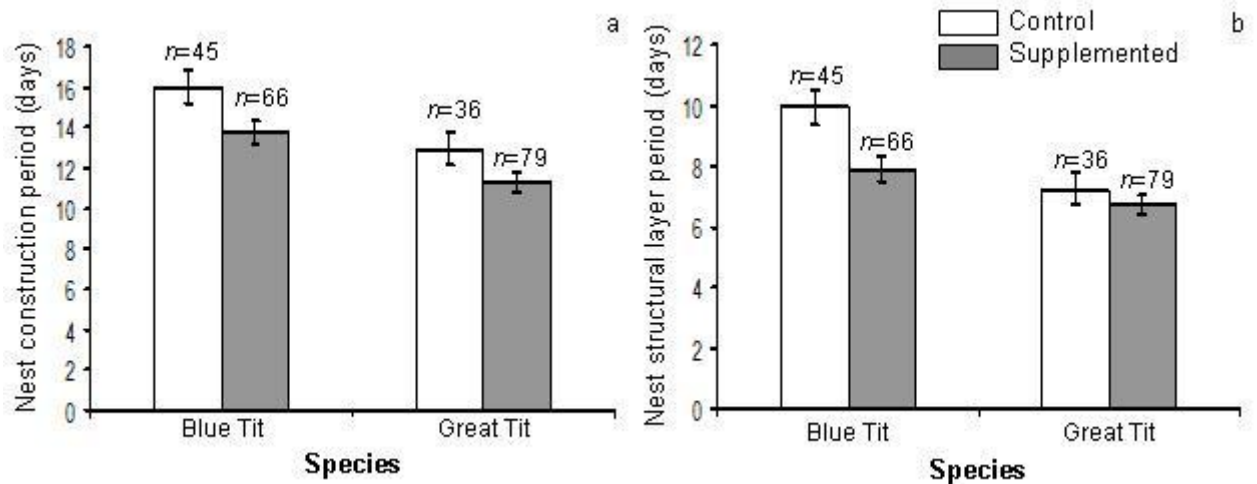 a
Nest construction period (days)
18
16
14
12
10
8
6
4
2
0
n=45
n=66
n=36
n=79
Blue Tit
Great Tit
Species
b
Control
Supplemented
Nest structural layer period (days)
12
10
8
6
4
2
0
n=45
n=66
n=36
n=79
Blue Tit
Great Tit
Species